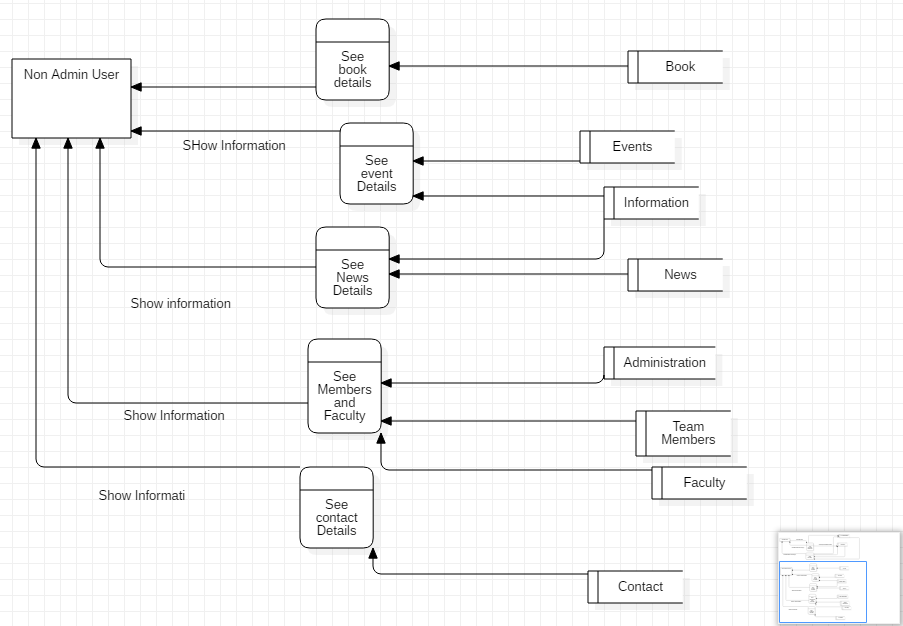 See
book
details
Non Admin User
Book
SHow Information
See
event
Details
Events
Information
See
News
Details
News
Show information
See
Members
and
Faculty
Administration
Show Information
Team
Members
Faculty
Show Informati
See
contact
Details
Contact